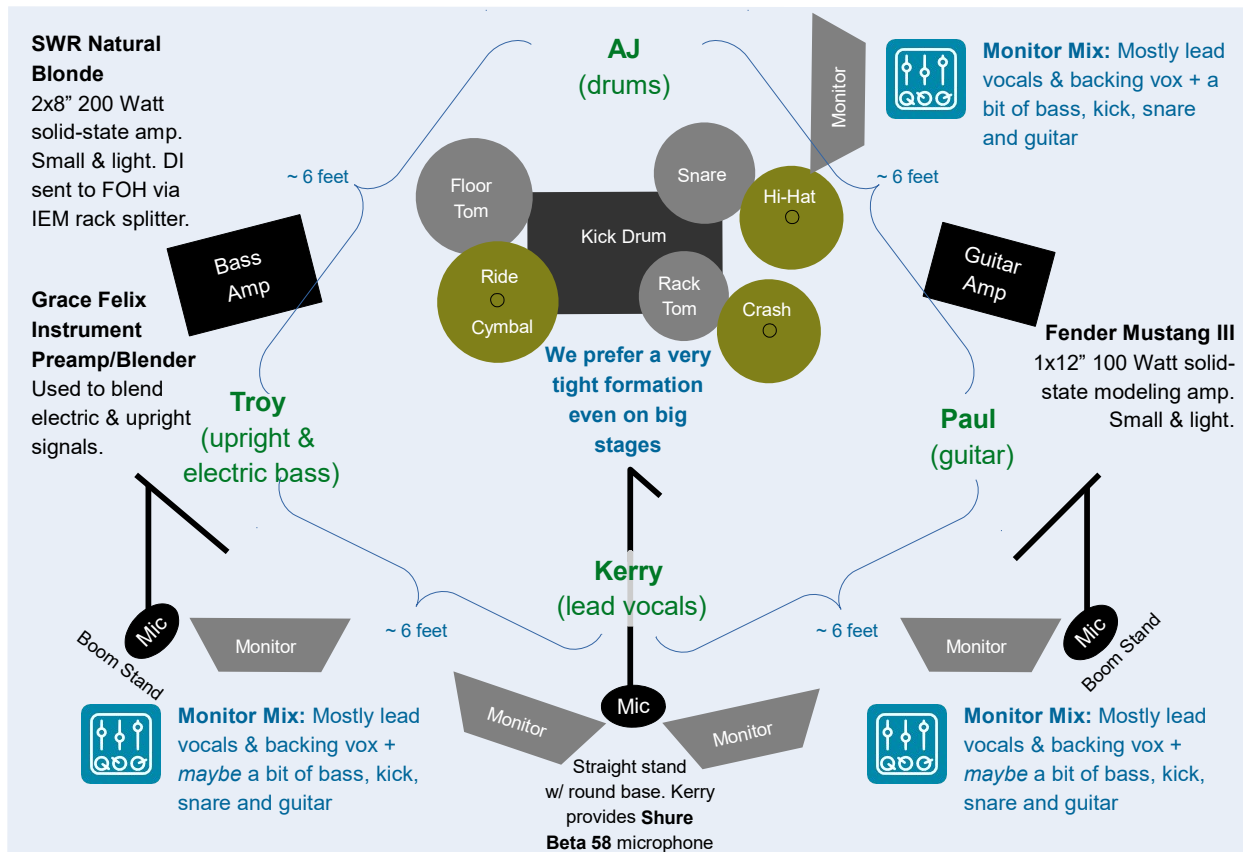 SWR Natural
Blonde
2x8” 200 Watt
solid-state amp.
Small & light. DI
sent to FOH via
IEM rack splitter.
AJ
(drums)
Monitor
Monitor Mix: Mostly lead
vocals & backing vox + a
bit of bass, kick, snare
and guitar
~ 6 feet
~ 6 feet
Floor
Tom
Snare
Hi-Hat
Kick Drum
Bass
Amp
Ride
Cymbal
Rack
Tom
Crash
Guitar
Amp
Grace Felix
Instrument
Preamp/Blender
Used to blend
electric & upright
signals.
Troy
(upright &
electric bass)
We prefer a very
tight formation
even on big
stages
Fender Mustang III
1x12” 100 Watt solid-
state modeling amp.
Small & light.
Paul
(guitar)
Kerry
(lead vocals)
~ 6 feet
~ 6 feet
Mic
Boom Stand
Monitor
Monitor
Mic
Monitor
Monitor
Mic
Boom Stand
Monitor Mix: Mostly lead
vocals & backing vox +
maybe a bit of bass, kick,
snare and guitar
Straight stand
w/ round base. Kerry
provides Shure
Beta 58 microphone
Monitor Mix: Mostly lead
vocals & backing vox +
maybe a bit of bass, kick,
snare and guitar